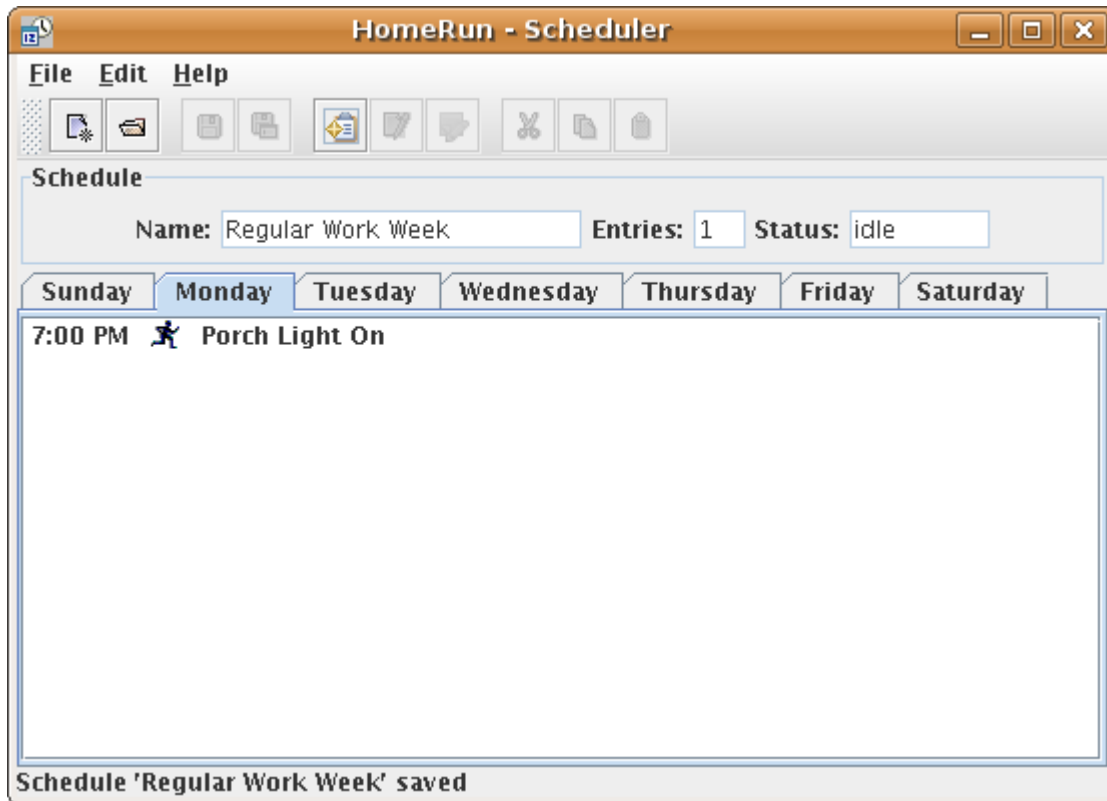 HomeRun - Scheduler
File Edit Help
Schedule
Name: Regular Work Week Entries: 1 Status: idle
Sunday Monday Tuesday Wednesday Thursday Friday Saturday
7:00 PM Porch Light On
Schedule 'Regular Work Week' saved